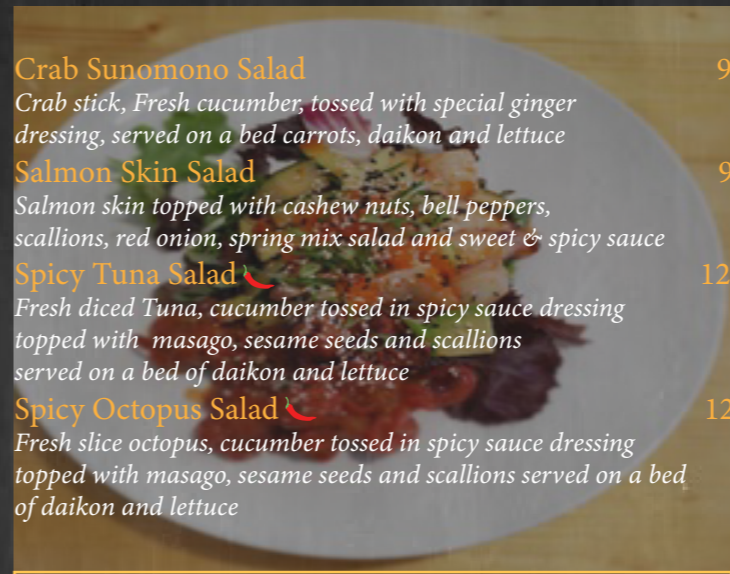 Crab Sunomono Salad 9
Crab stick, Fresh cucumber, tossed with special ginger
dressing, served on a bed carrots, daikon and lettuce
Salmon Skin Salad 9
Salmon skin topped with cashew nuts, bell peppers,
scallions, red onion, spring mix salad and sweet & spicy sauce
Spicy Tuna Salad 12
Fresh diced Tuna, cucumber tossed in spicy sauce dressing
topped with masago, sesame seeds and scallions
served on a bed of daikon and lettuce
Spicy Octopus Salad 12
Fresh slice octopus, cucumber tossed in spicy sauce dressing
topped with masago, sesame seeds and scallions served on a bed
of daikon and lettuce